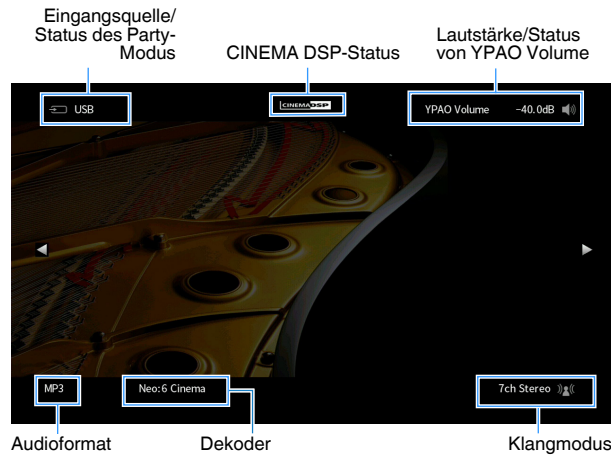 Eingangsquelle/
Status des Party-
Modus
CINEMA DSP-Status
Lautstärke/Status
von YPAO Volume
USB
CINEMA DSP
YPAO Volume -40.0dB
MP3
Neo:6 Cinema
7ch Stereo
Audioformat
Dekoder
Klangmodus